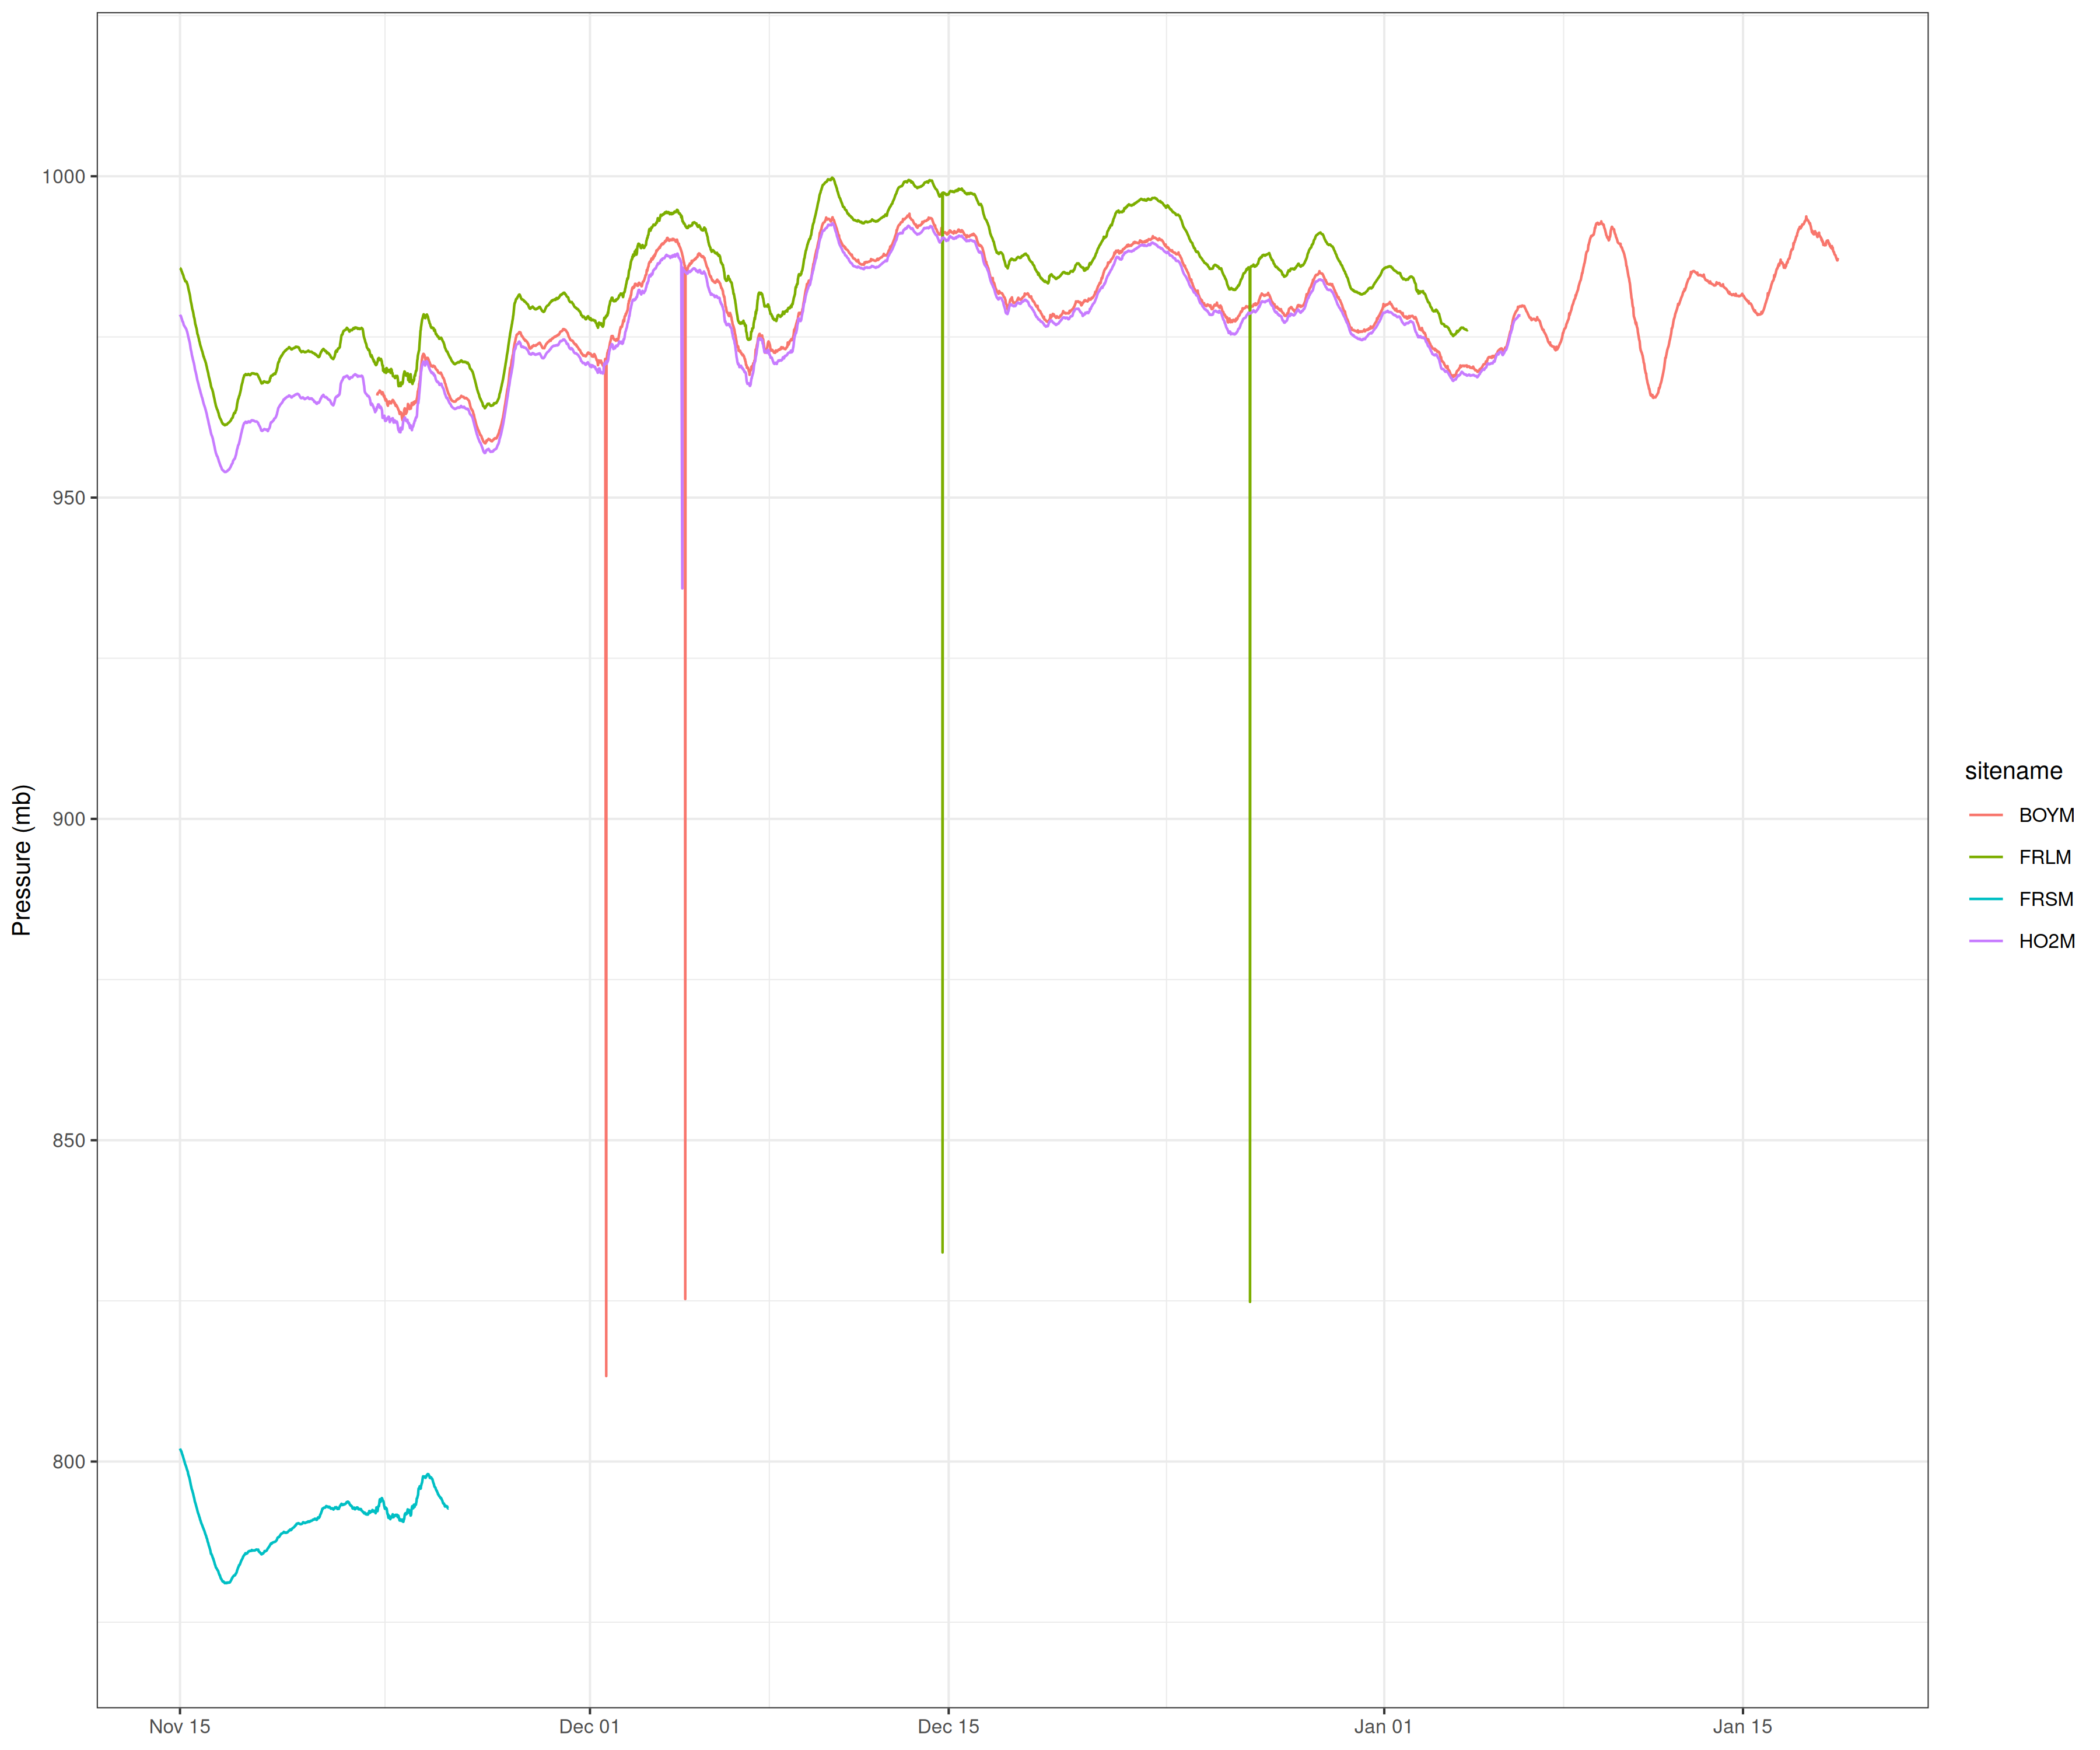 1000
950
900
850
800
Pressure (mb)
Nov 15
Dec 01
Dec 15
Jan 01
Jan 15
sitename
BOYM
FRLM
FRSM
HO2M